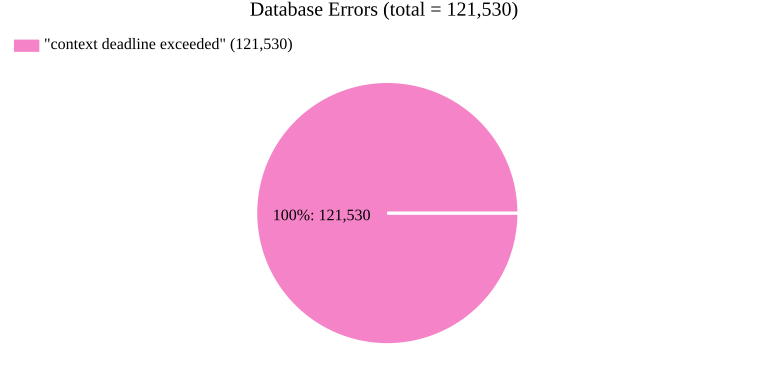 Database Errors (total = 121,530)
"context deadline exceeded" (121,530)
100%: 121,530